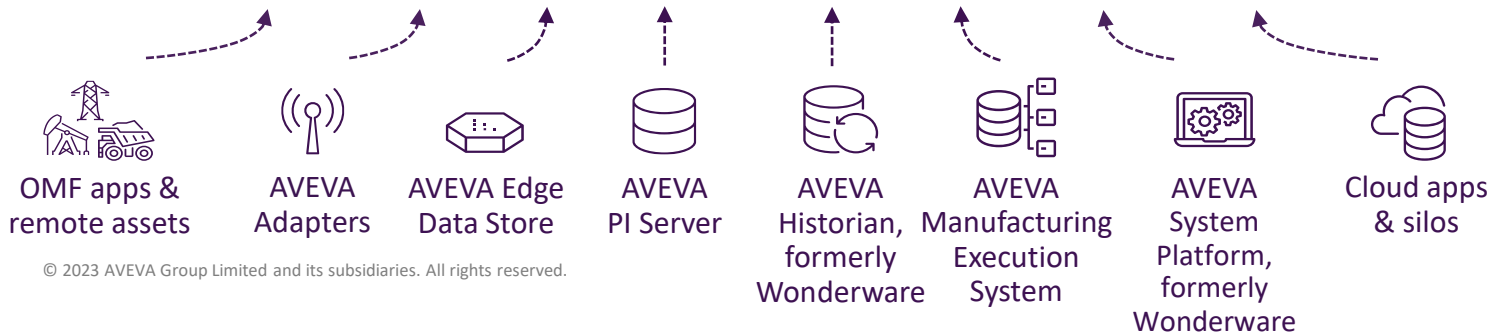 OMF apps &
remote assets
AVEVA
Adapters
AVEVA Edge
Data Store
AVEVA
PI Server
AVEVA
Historian,
formerly
Wonderware
AVEVA
Manufacturing
Execution
System
AVEVA
System
Platform,
formerly
Wonderware
Cloud apps
& silos
© 2023 AVEVA Group Limited and its subsidiaries. All rights reserved.